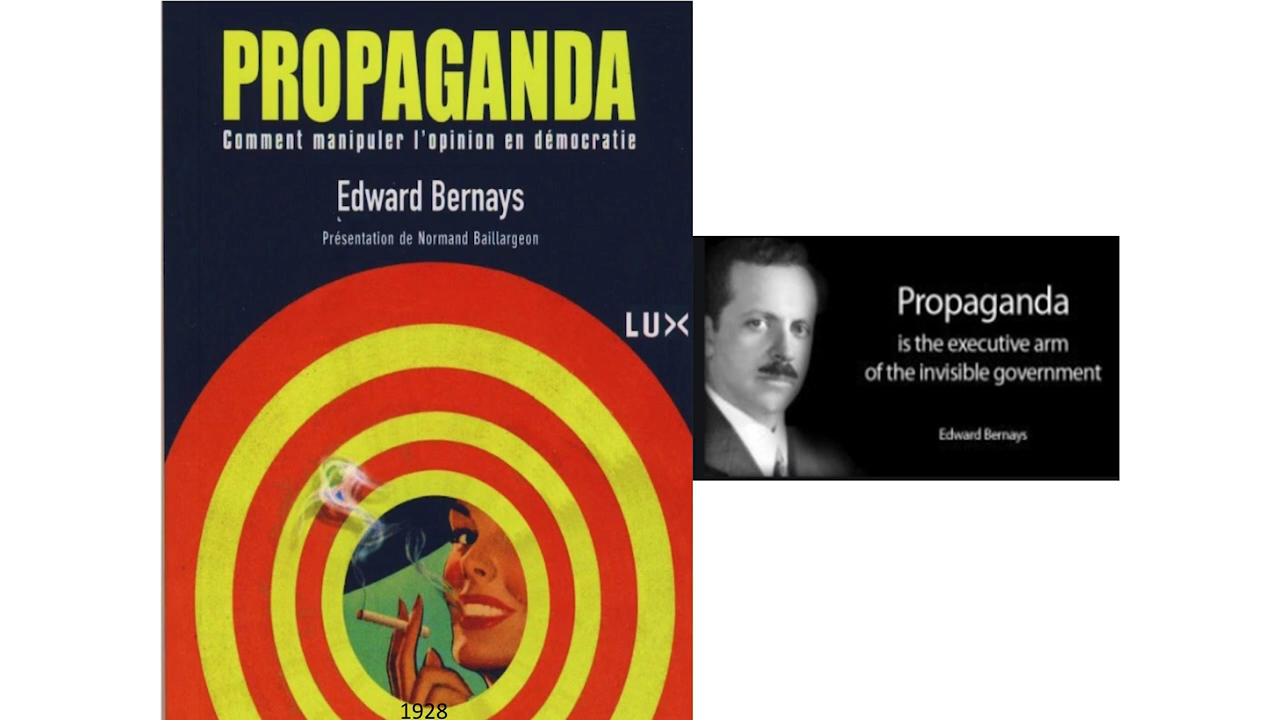 PROPAGANDA
Comment manipuler l'opinion en démocratie
Edward Bernays
Présentation de Normand Baillargeon
LUX
1928
Propaganda
is the executive arm
of the invisible government
Edward Bernays